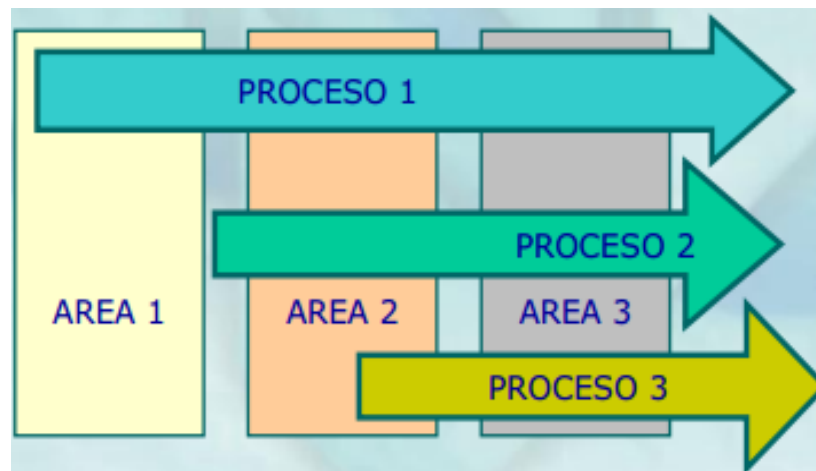 PROCESO 1
PROCESO 2
AREA 1
AREA 2
AREA 3
PROCESO 3